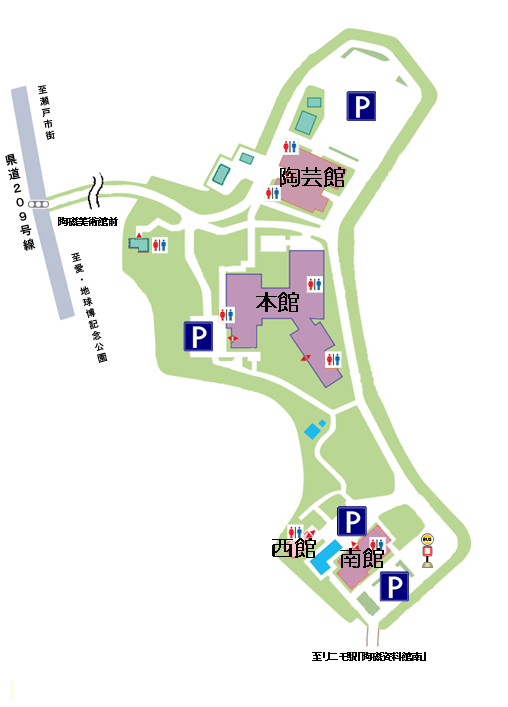 至瀬戸市街
県道209号線
陶磁美術館前
至愛・地球博記念公園
P
陶芸館
本館
P
P
西館
南館
BUS
P
至リニモ駅「陶磁資料館南」